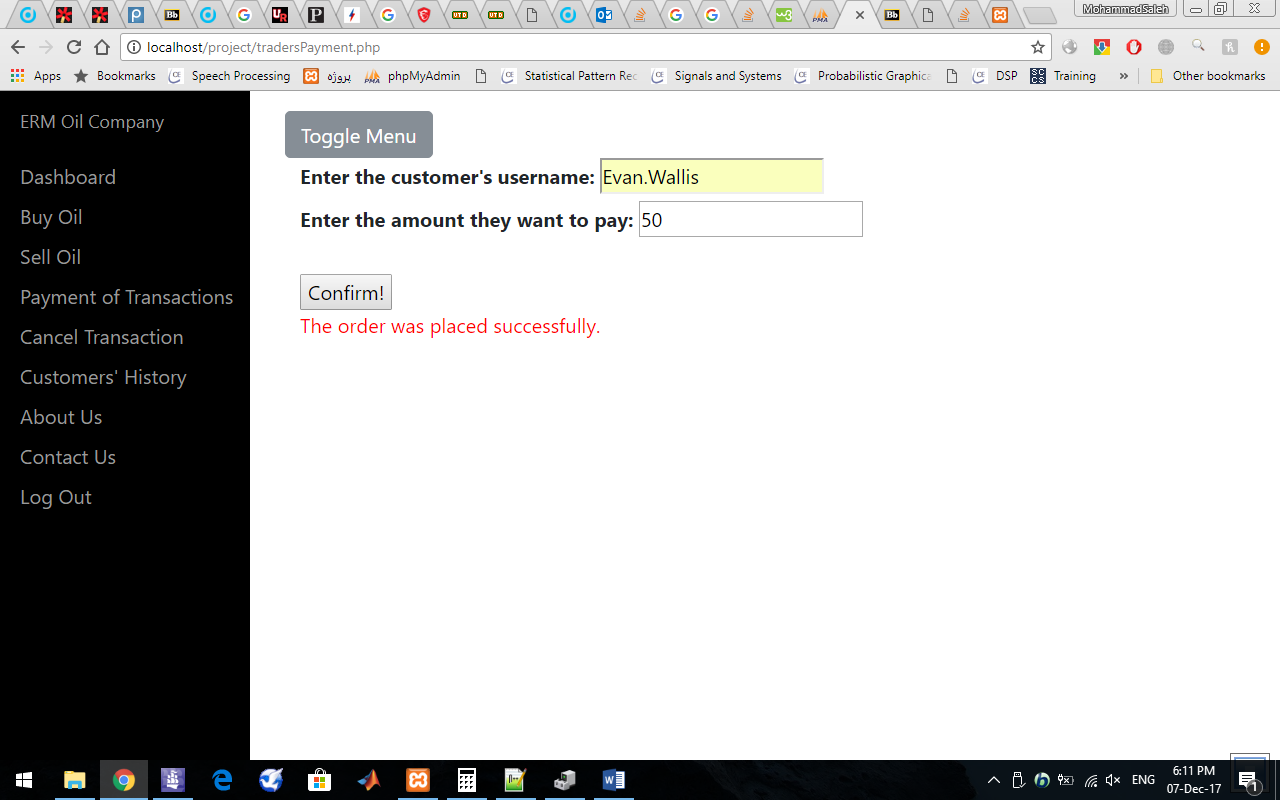 MohammadSaleh
localhost/project/tradersPayment.php
Apps Bookmarks Speech Processing پروژه phpMyAdmin Statistical Pattern Rec Signals and Systems Probabilistic Graphica DSP Training » Other bookmarks
ERM Oil Company
Toggle Menu
Dashboard
Enter the customer's username: Evan.Wallis
Buy Oil
Enter the amount they want to pay: 50
Sell Oil
Payment of Transactions
Confirm!
The order was placed successfully.
Cancel Transaction
Customers' History
About Us
Contact Us
Log Out
ENG
6:11 PM
07-Dec-17
1